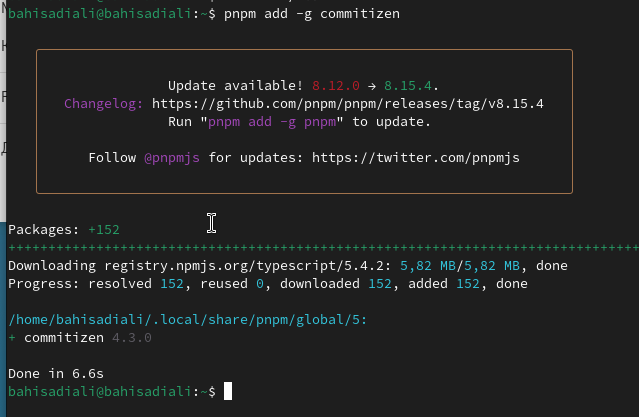 bahisadiali@bahisadiali:~$ pnpm add -g commitizen
Update available! 8.12.0 → 8.15.4.
Changelog: https://github.com/pnpm/pnpm/releases/tag/v8.15.4
Run "pnpm add -g pnpm" to update.
Follow @pnpmjs for updates: https://twitter.com/pnpmjs
Packages: +152
+++++++++++++++++++++++++++++++++++++++++++++++++++++++++++++++++++++++++++++++
Downloading registry.npmjs.org/typescript/5.4.2: 5,82 MB/5,82 MB, done
Progress: resolved 152, reused 0, downloaded 152, added 152, done
/home/bahisadiali/.local/share/pnpm/global/5:
+ commitizen 4.3.0
Done in 6.6s
bahisadiali@bahisadiali:~$